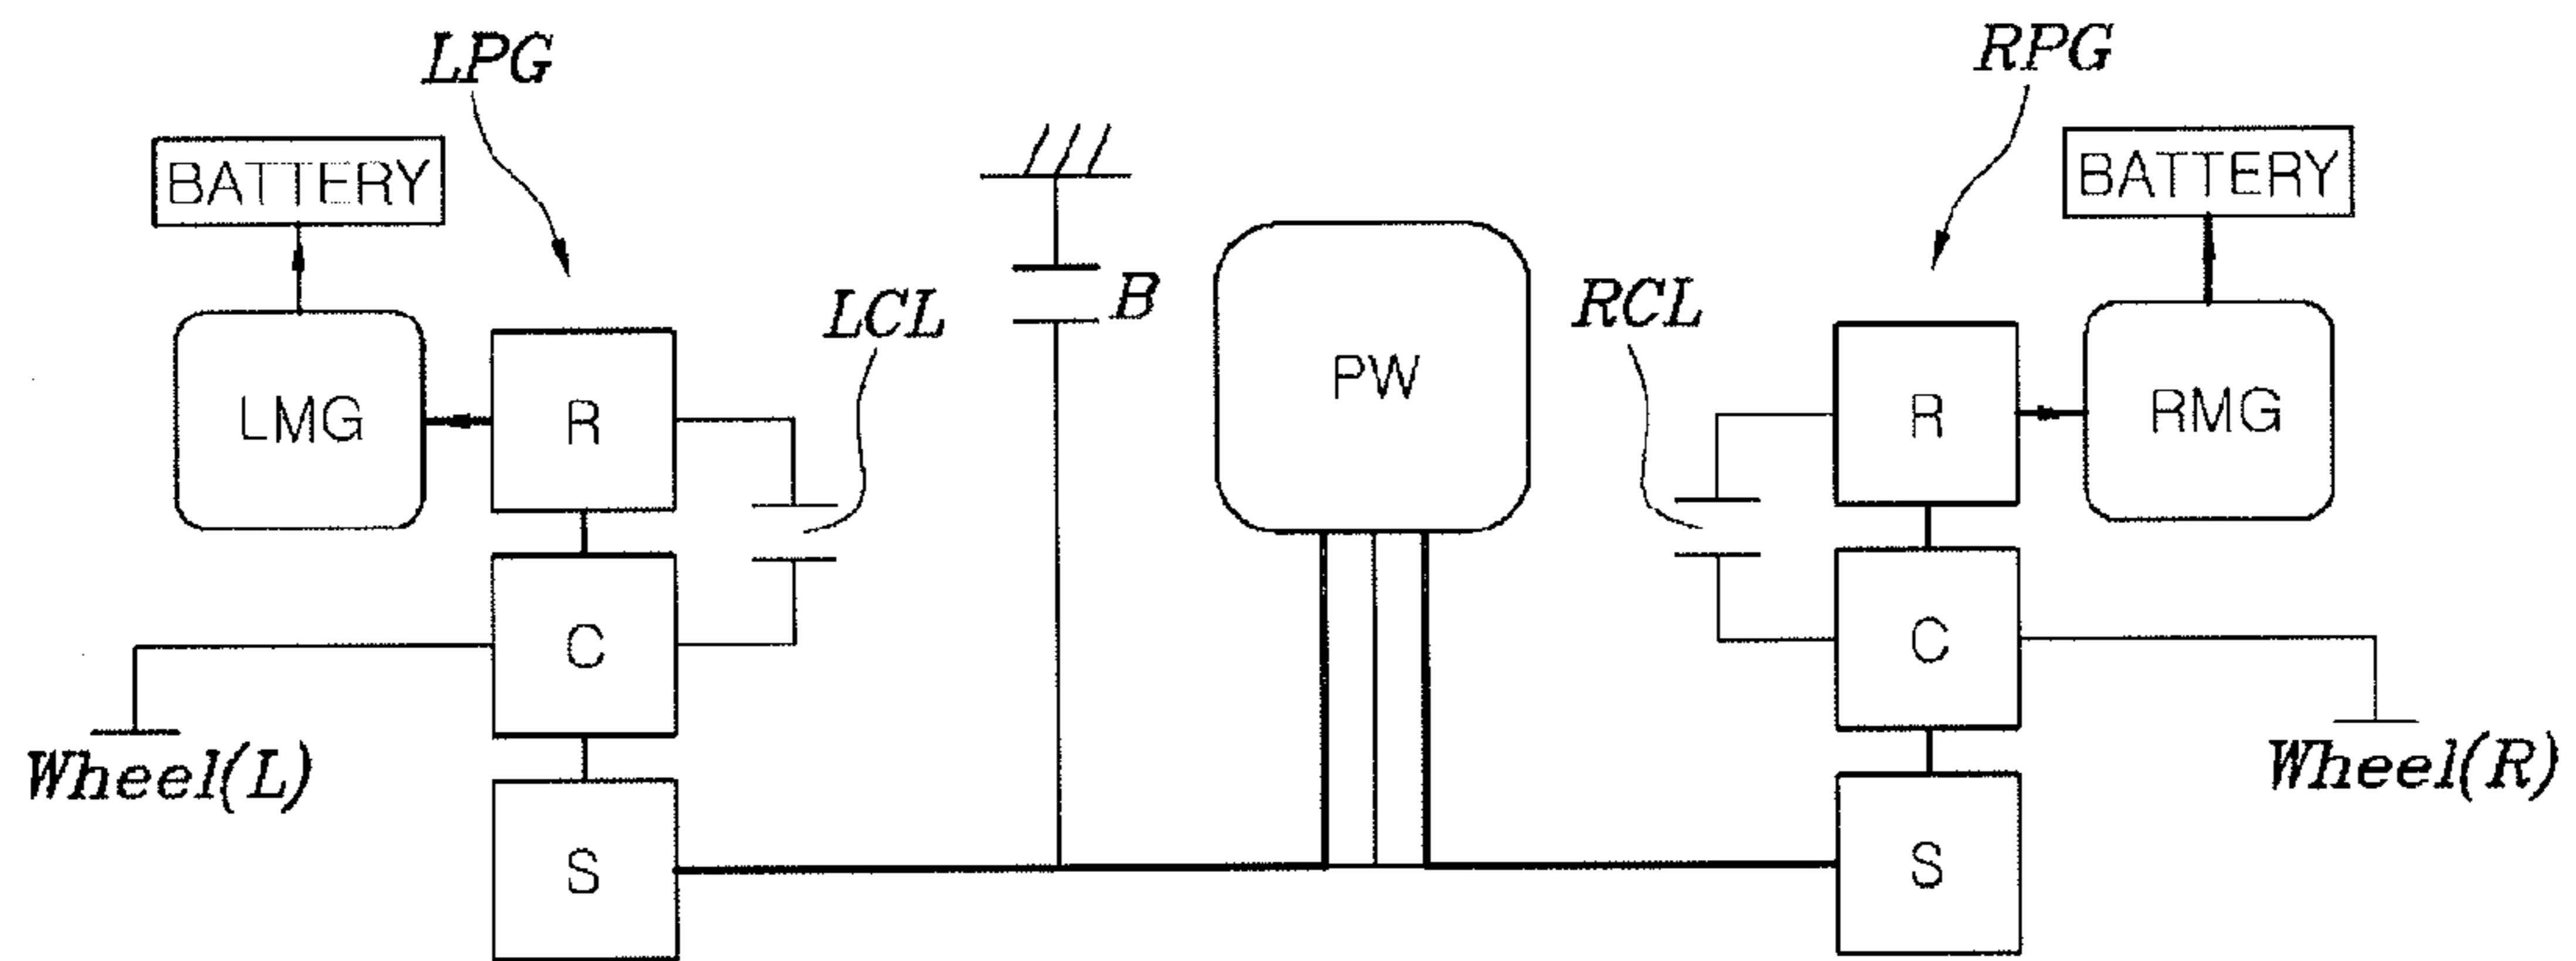 LPG
RPG
BATTERY
BATTERY
LCL
B
RCL
PW
LMG
R
R
RMG
C
C
Wheel(L)
Wheel(R)
S
S